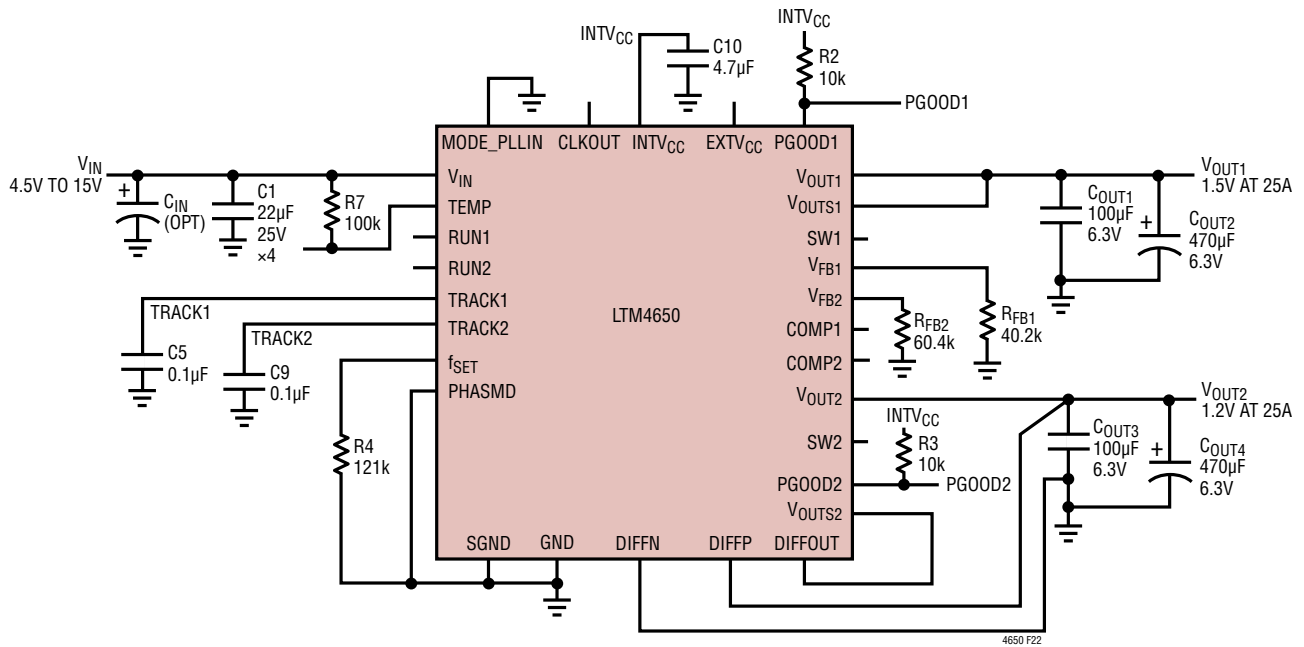 INTVCC
INTVCC
C10
4.7µF
R2
10k
PGOOD1
MODE_PLLIN
CLKOUT
INTVCC
EXTVCC
PGOOD1
VIN
4.5V TO 15V
+
CIN
(OPT)
C1
22µF
25V
×4
R7
100k
VIN
TEMP
RUN1
RUN2
TRACK1
TRACK2
fSET
PHASMD
TRACK1
C5
0.1µF
TRACK2
C9
0.1µF
R4
121k
LTM4650
VOUT1
VOUTS1
SW1
VFB1
VFB2
COMP1
COMP2
VOUT2
SW2
PGOOD2
VOUTS2
SGND
GND
DIFFN
DIFFP
DIFFOUT
VOUT1
1.5V AT 25A
COUT1
100µF
6.3V
+
COUT2
470µF
6.3V
RFB2
60.4k
RFB1
40.2k
VOUT2
1.2V AT 25A
INTVCC
R3
10k
PGOOD2
COUT3
100µF
6.3V
+
COUT4
470µF
6.3V
4650 F22